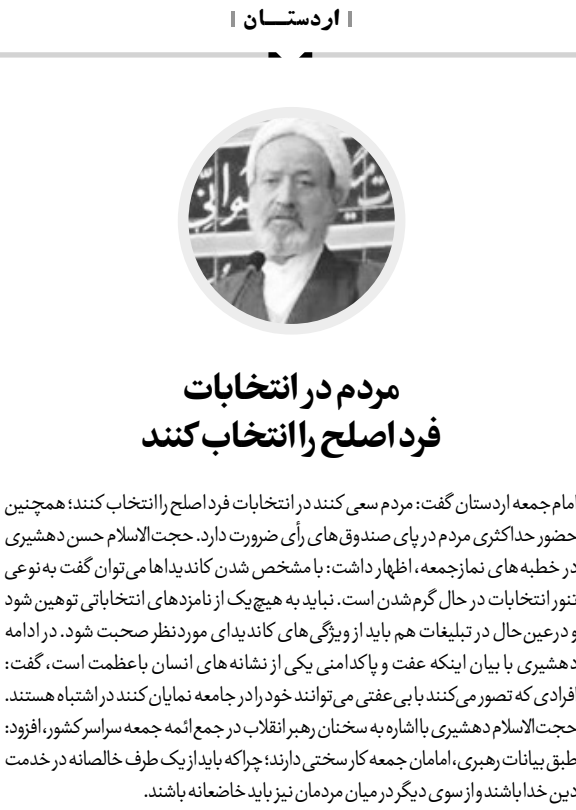 اردستــان
مردم در انتخابات
فرد اصلح را انتخاب کنند
امام جمعه اردستان گفت: مردم سعی کنند در انتخابات فرد اصلح را انتخاب کنند؛ همچنین
حضور حداکثری مردم در پای صندوق‌های رأی ضرورت دارد. حجت‌الاسلام حسن دهشیری
در خطبه‌های نماز جمعه، اظهار داشت: با مشخص شدن کاندیداها می‌توان گفت به نوعی
تنور انتخابات در حال گرم شدن است. نباید به هیچ‌یک از نامزدهای انتخاباتی توهین شود
و در عین حال در تبلیغات هم باید از ویژگی‌های کاندیدای موردنظر صحبت شود. در ادامه
دهشیری با بیان اینکه عفت و پاکدامنی یکی از نشانه‌های انسان باعظمت است، گفت:
افرادی که تصور می‌کنند با بی‌عفتی می‌توانند خود را در جامعه نمایان کنند در اشتباه هستند.
حجت‌الاسلام دهشیری با اشاره به سخنان رهبر انقلاب در جمع ائمه جمعه سراسر کشور، افزود:
طبق بیانات رهبری، امامان جمعه کار سختی دارند؛ چراکه باید از یک طرف خالصانه در خدمت
دین خدا باشند و از سوی دیگر در میان مردمان نیز باید خاضعانه باشند.